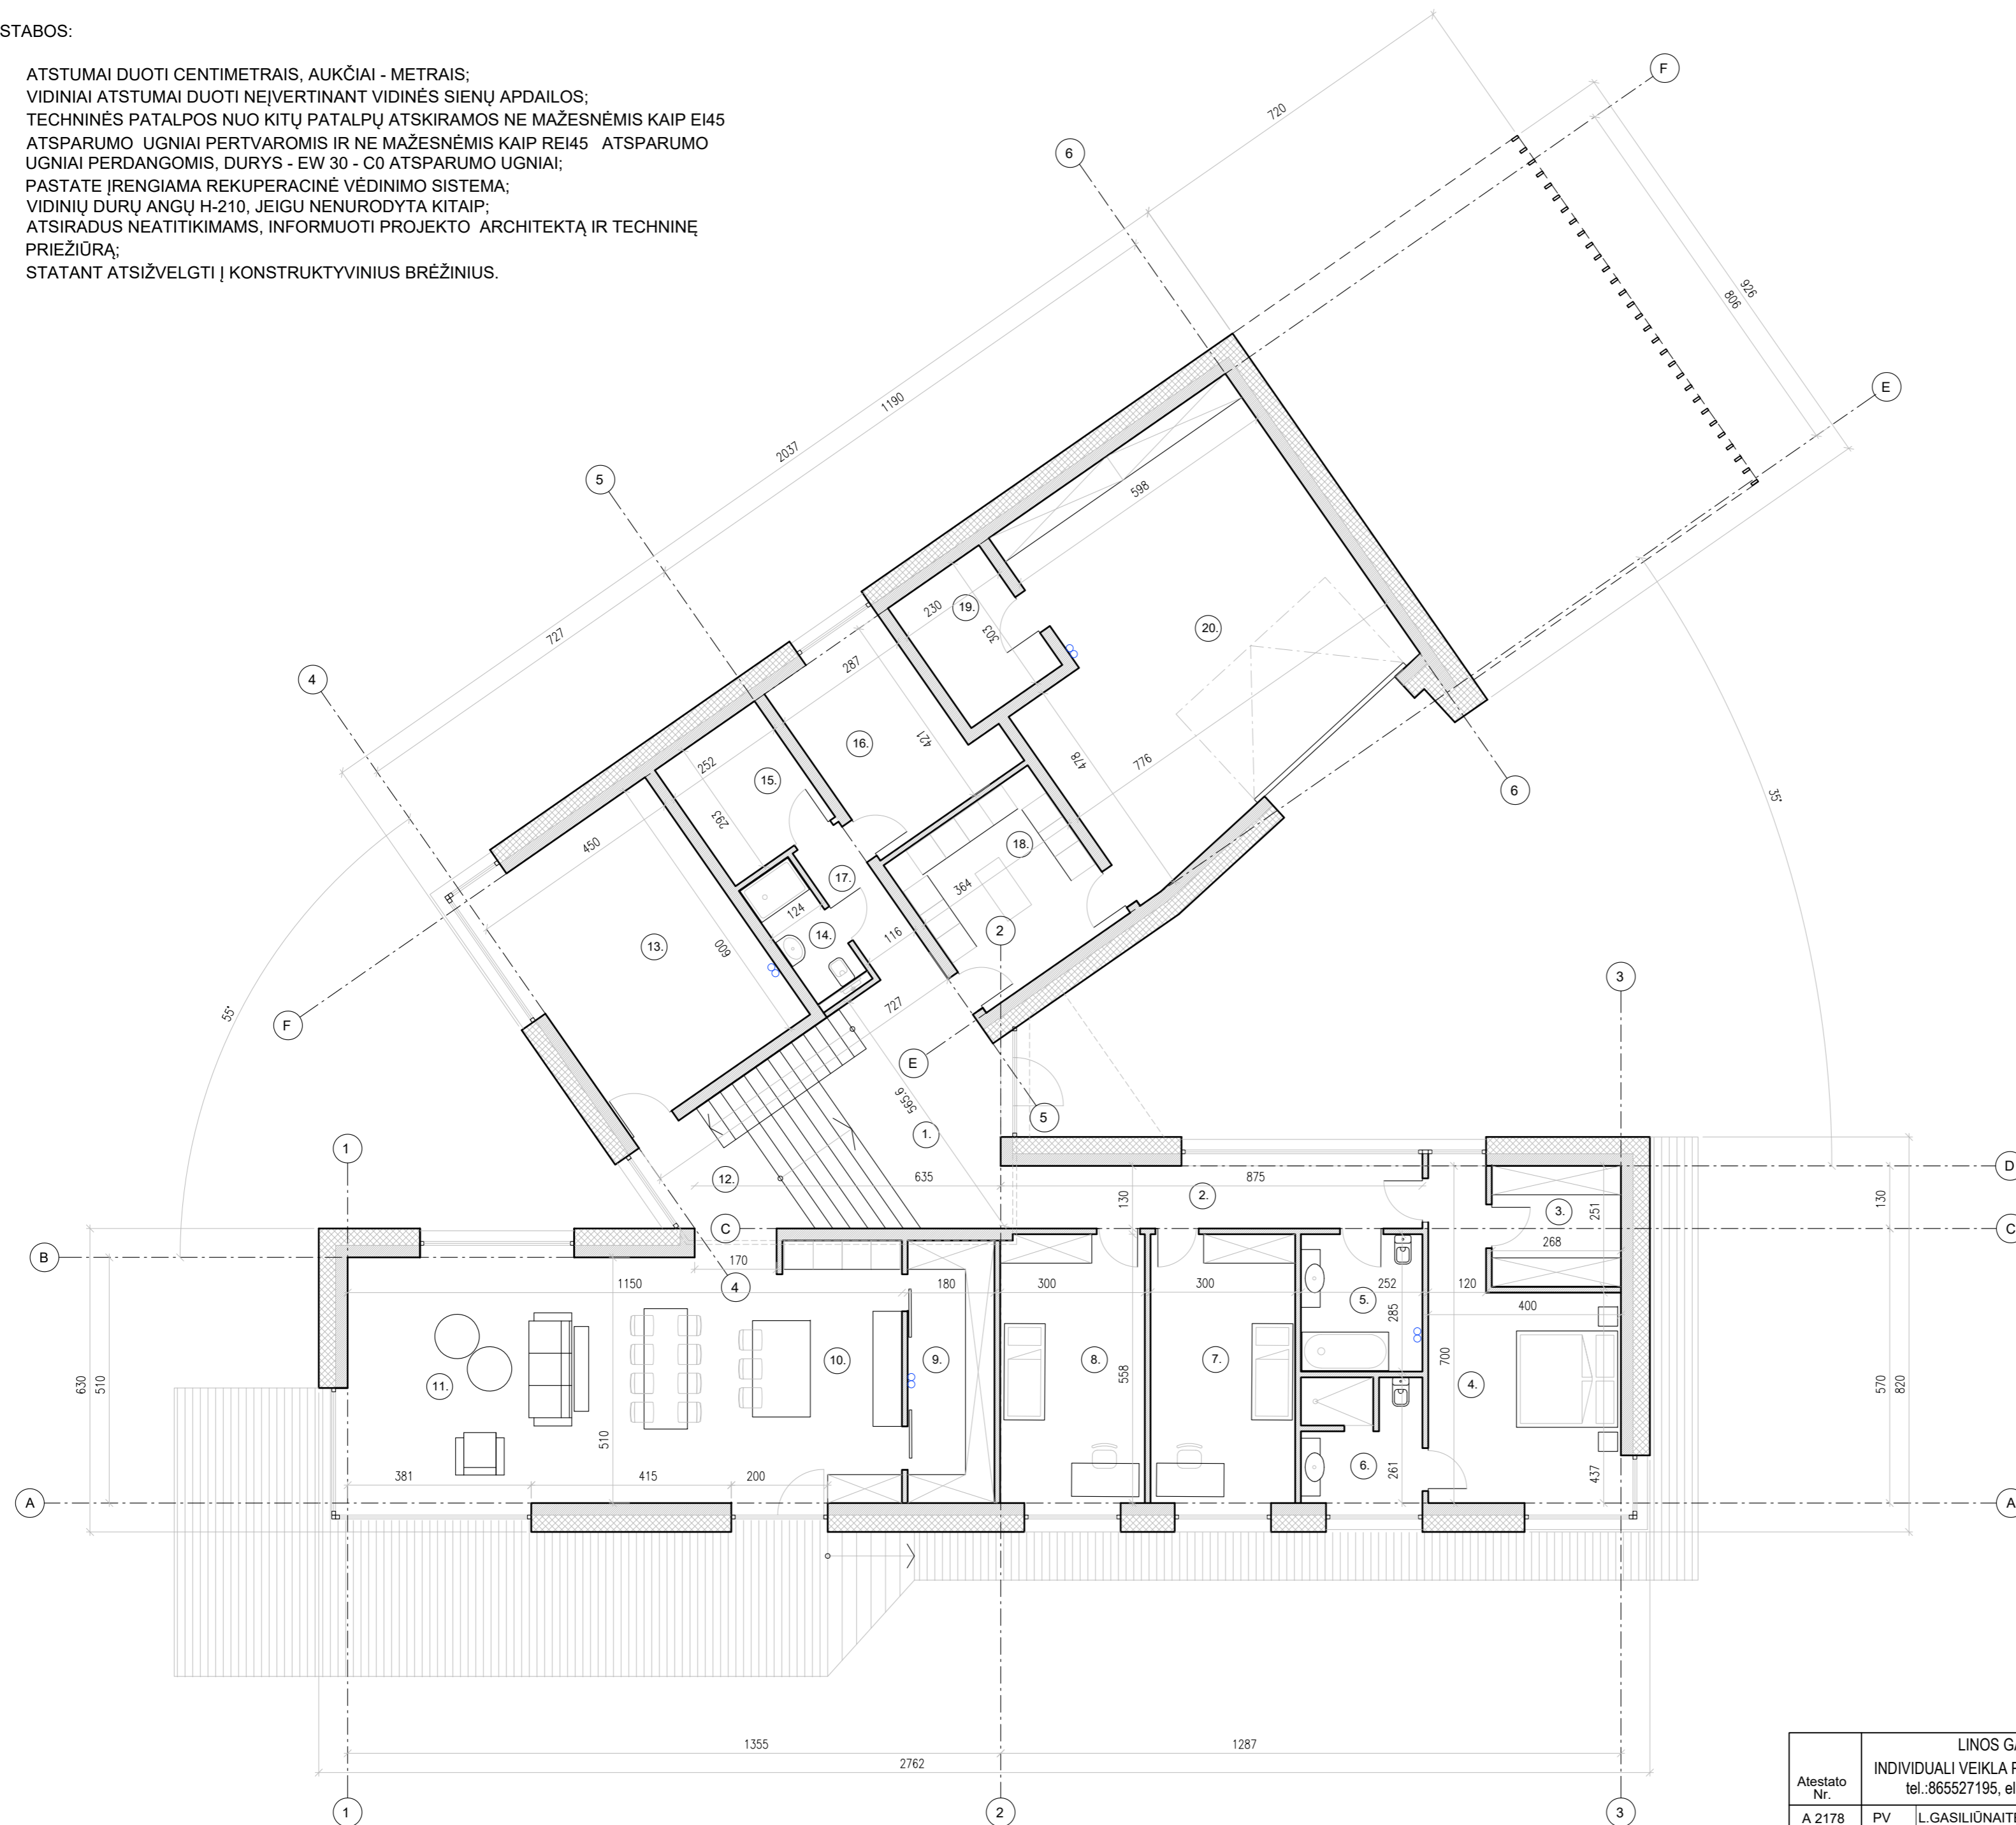 STABOS:
ATSTUMAI DUOTI CENTIMETRAIS, AUKČIAI - METRAIS;
VIDINIAI ATSTUMAI DUOTI NEĮVERTINANT VIDINĖS SIENŲ APDAILOS;
TECHNINĖS PATALPOS NUO KITŲ PATALPŲ ATSKIRAMOS NE MAŽESNĖMIS KAIP EI45
ATSPARUMO UGNIAI PERTVAROMIS IR NE MAŽESNĖMIS KAIP REI45 ATSPARUMO
UGNIAI PERDANGOMIS, DURYS - EW 30 - C0 ATSPARUMO UGNIAI;
PASTATE ĮRENGIAMA REKUPERACINĖ VĖDINIMO SISTEMA;
VIDINIŲ DURŲ ANGŲ H-210, JEIGU NENURODYTA KITAIP;
ATSIRADUS NEATITIKIMAMS, INFORMUOTI PROJEKTO ARCHITEKTĄ IR TECHNINĘ
PRIEŽIŪRĄ;
STATANT ATSIŽVELGTI Į KONSTRUKTYVINIUS BRĖŽINIUS.
F
720
6
926
806
E
1190
2037
5
598
727
230
19.
303
20.
4
287
16.
421
478
776
6
35°
252
15.
293
450
18.
17.
364
124
14.
116
2
13.
600
3
727
55°
F
E
565.6
5
1.
1
12.
635
875
2.
130
D
3.
251
130
C
268
C
B
170
4
1150
180
300
300
252
120
5.
285
400
630
510
11.
10.
9.
8.
558
7.
700
4.
570
820
510
6.
261
437
381
415
200
A
A
1355
1287
2762
1
2
3
LINOS GA
INDIVIDUALI VEIKLA P
tel.:865527195, el
Atestato
Nr.
A 2178
PV
L.GASILIŪNAITĖ